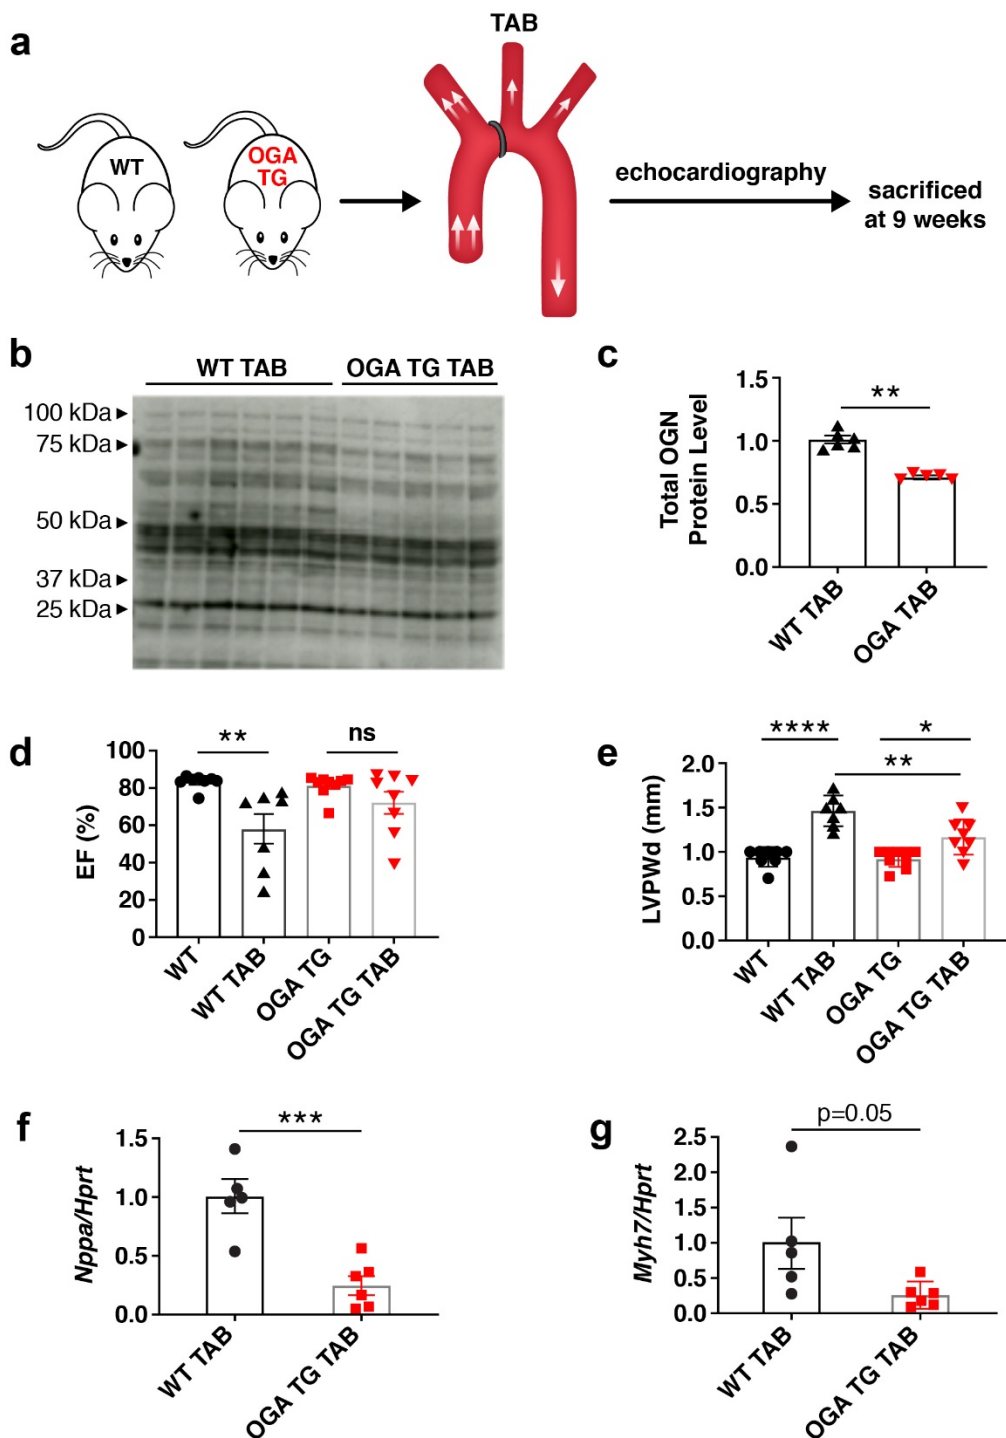 a
TAB
WT
OGA
TG
echocardiography
sacrificed
at 9 weeks
b
WT TAB
OGA TG TAB
100 kDa
75 kDa
50 kDa
37 kDa
25 kDa
c
Total OGN
Protein Level
1.5
1.0
0.5
0.0
**
WT TAB
OGA TAB
d
EF (%)
100
80
60
40
20
0
**
ns
WT
WT TAB
OGA TG
OGA TG TAB
e
LVPWd (mm)
2.0
1.5
1.0
0.5
0.0
****
*
**
WT
WT TAB
OGA TG
OGA TG TAB
f
Nppa/Hprt
1.5
1.0
0.5
0.0
***
WT TAB
OGA TG TAB
g
Myh7/Hprt
2.5
2.0
1.5
1.0
0.5
0.0
p=0.05
WT TAB
OGA TG TAB